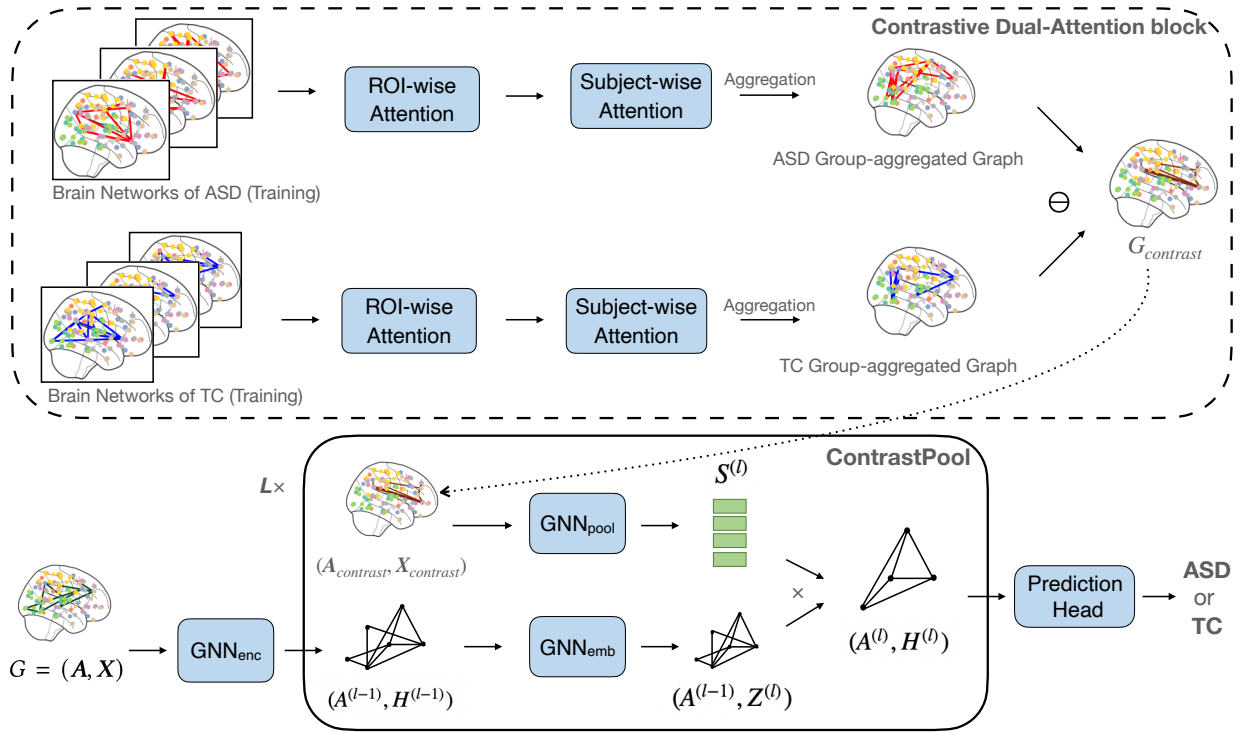 Contrastive Dual-Attention block
ROI-wise
Attention
Subject-wise
Attention
Aggregation
Brain Networks of ASD (Training)
ASD Group-aggregated Graph
⊖
G_contrast
ROI-wise
Attention
Subject-wise
Attention
Aggregation
Brain Networks of TC (Training)
TC Group-aggregated Graph
ContrastPool
L×
S^(l)
GNN_pool
(A_contrast, X_contrast)
×
G = (A, X)
GNN_enc
(A^(l−1), H^(l−1))
GNN_emb
(A^(l−1), Z^(l))
(A^(l), H^(l))
Prediction
Head
ASD
or
TC